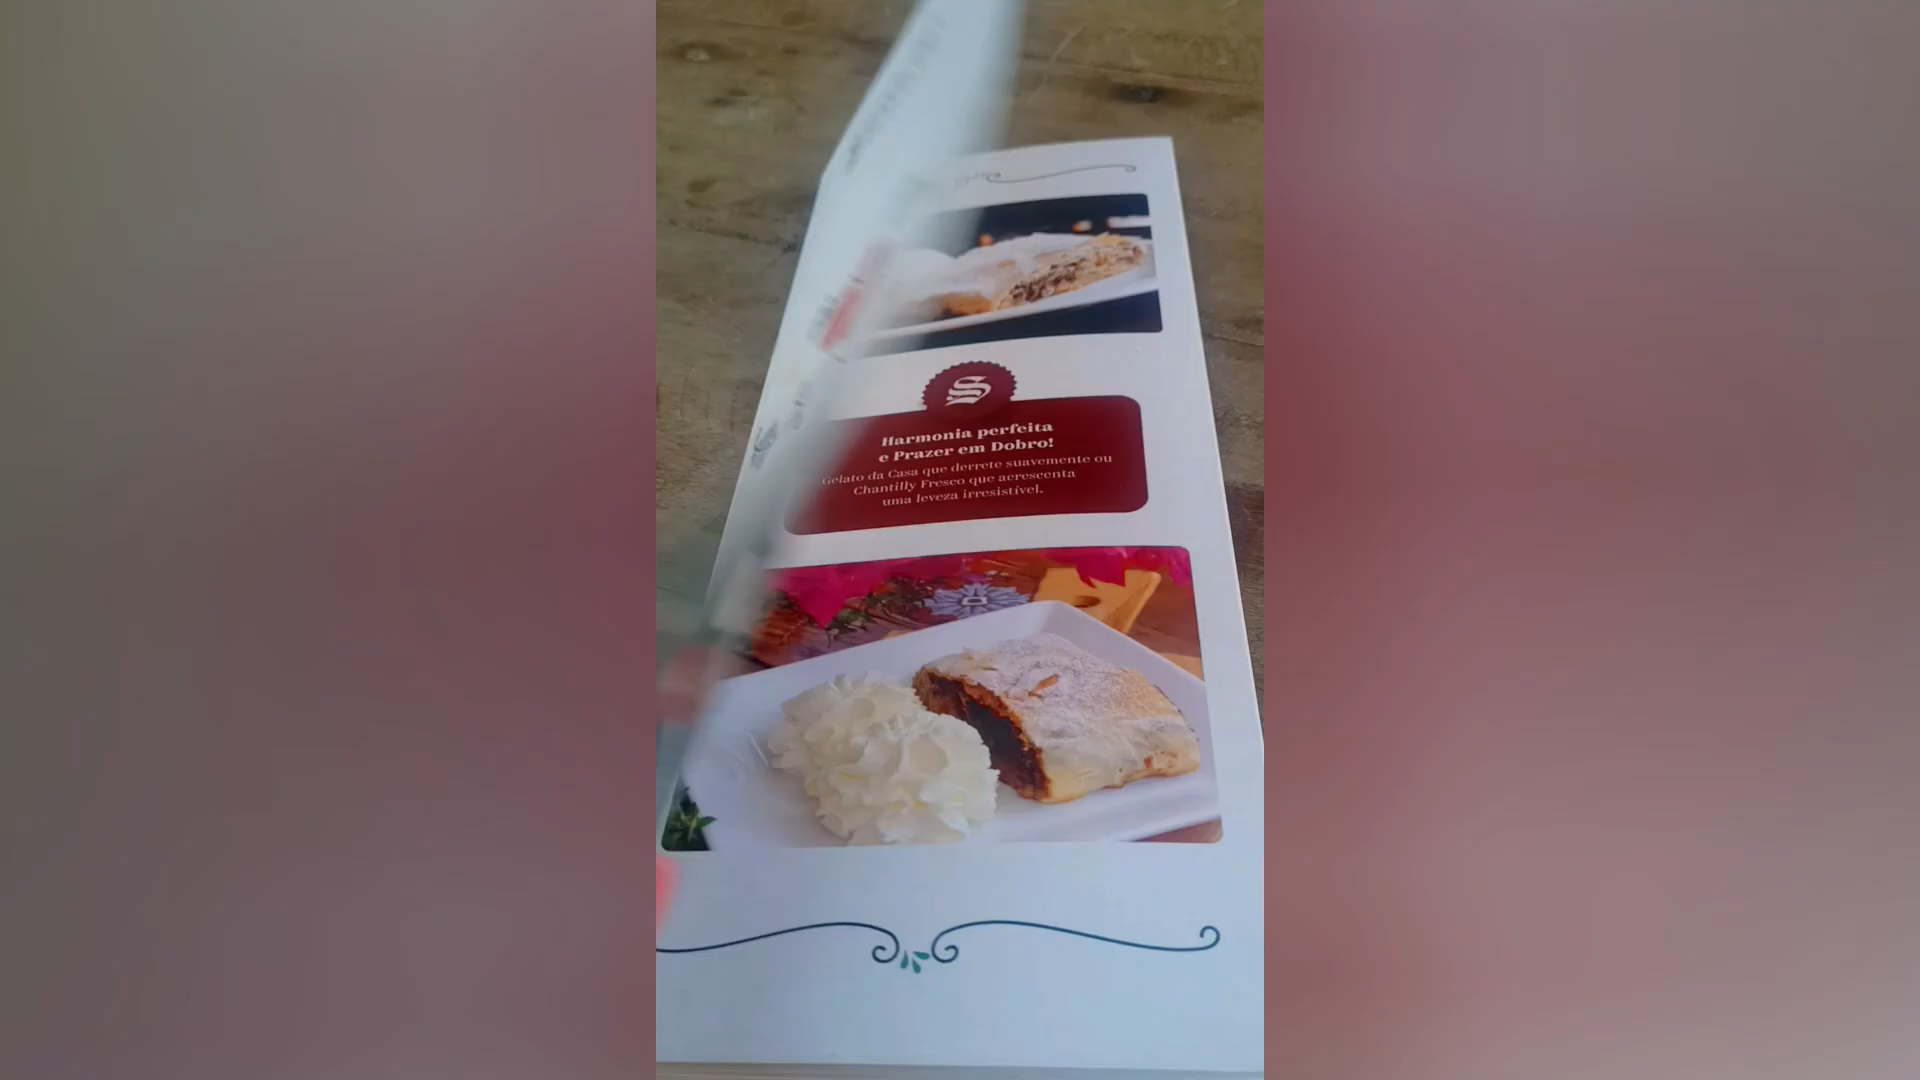 S
Harmonia perfeita
e Prazer em Dobro!
Gelato da Casa que derrete suavemente ou
Chantilly Fresco que acrescenta
uma leveza irresistível.